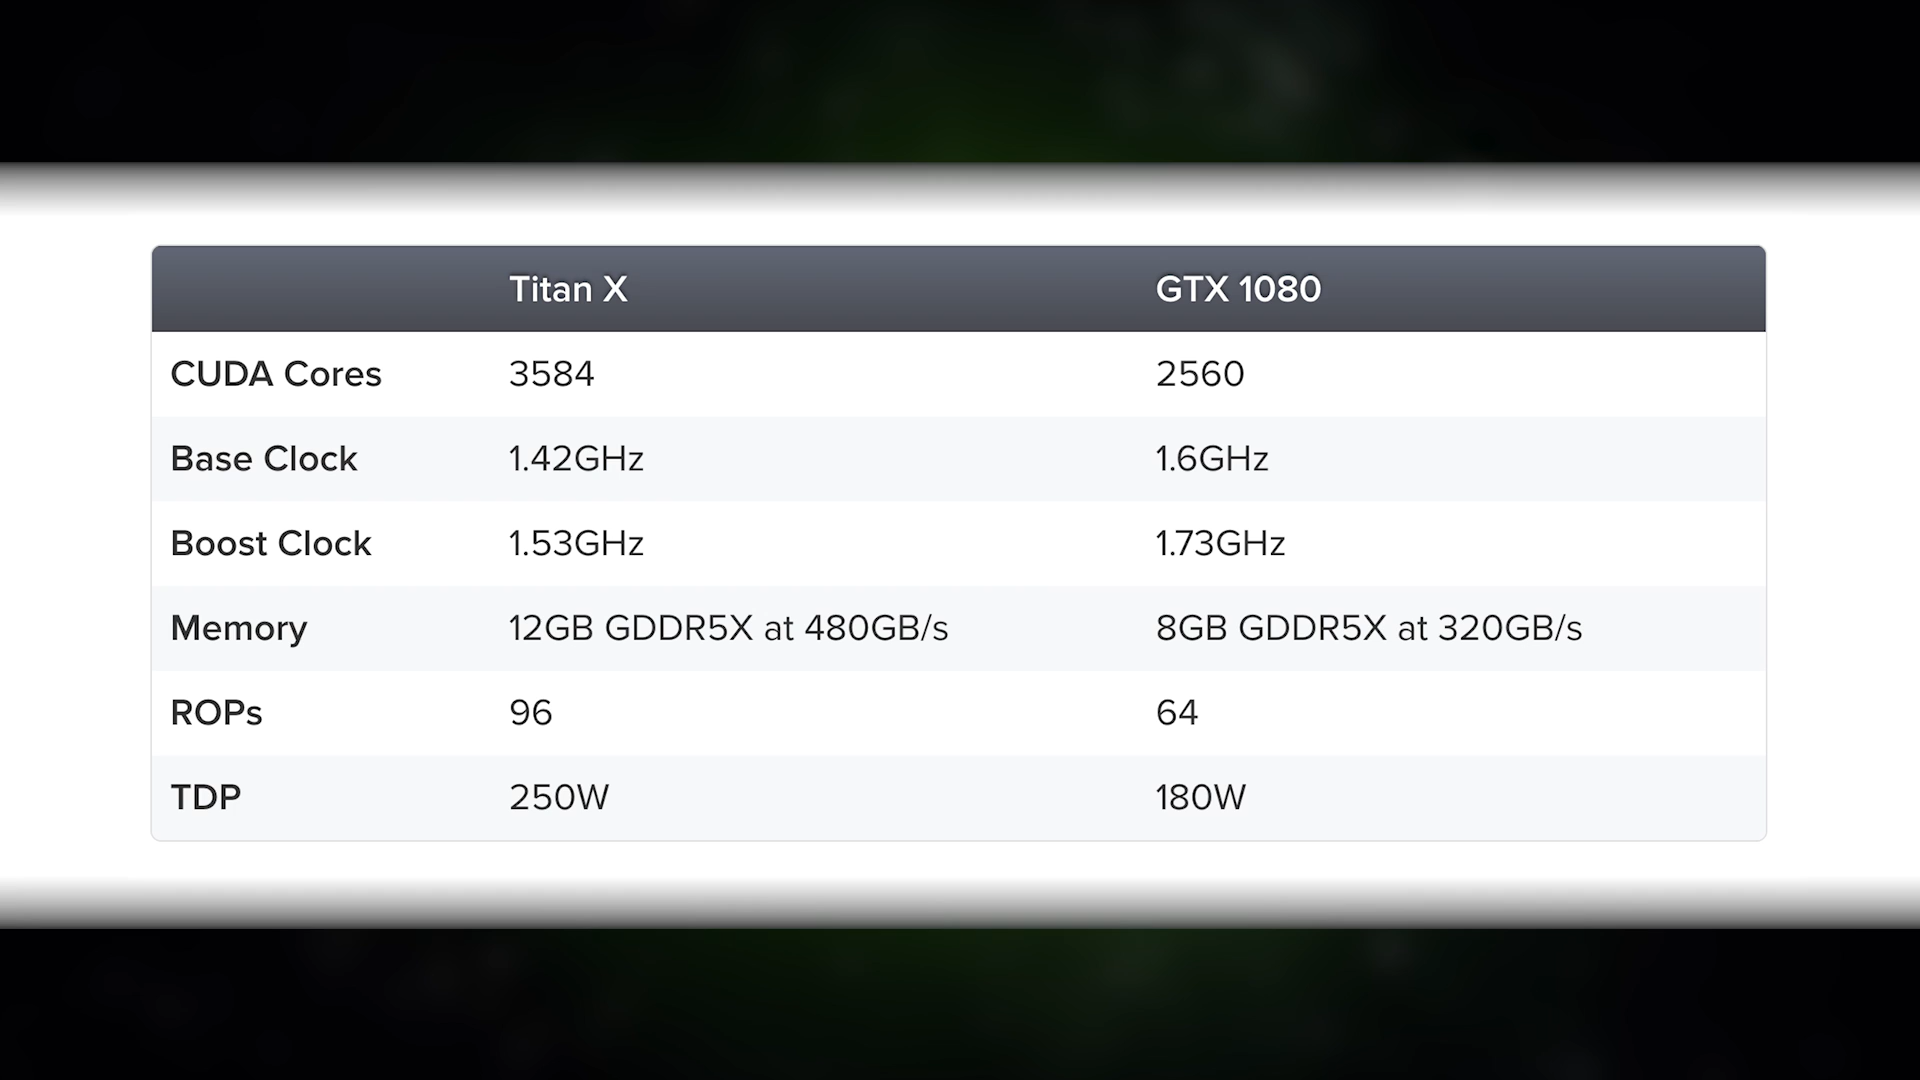 Titan X GTX 1080
CUDA Cores 3584 2560
Base Clock 1.42GHz 1.6GHz
Boost Clock 1.53GHz 1.73GHz
Memory 12GB GDDR5X at 480GB/s 8GB GDDR5X at 320GB/s
ROPs 96 64
TDP 250W 180W